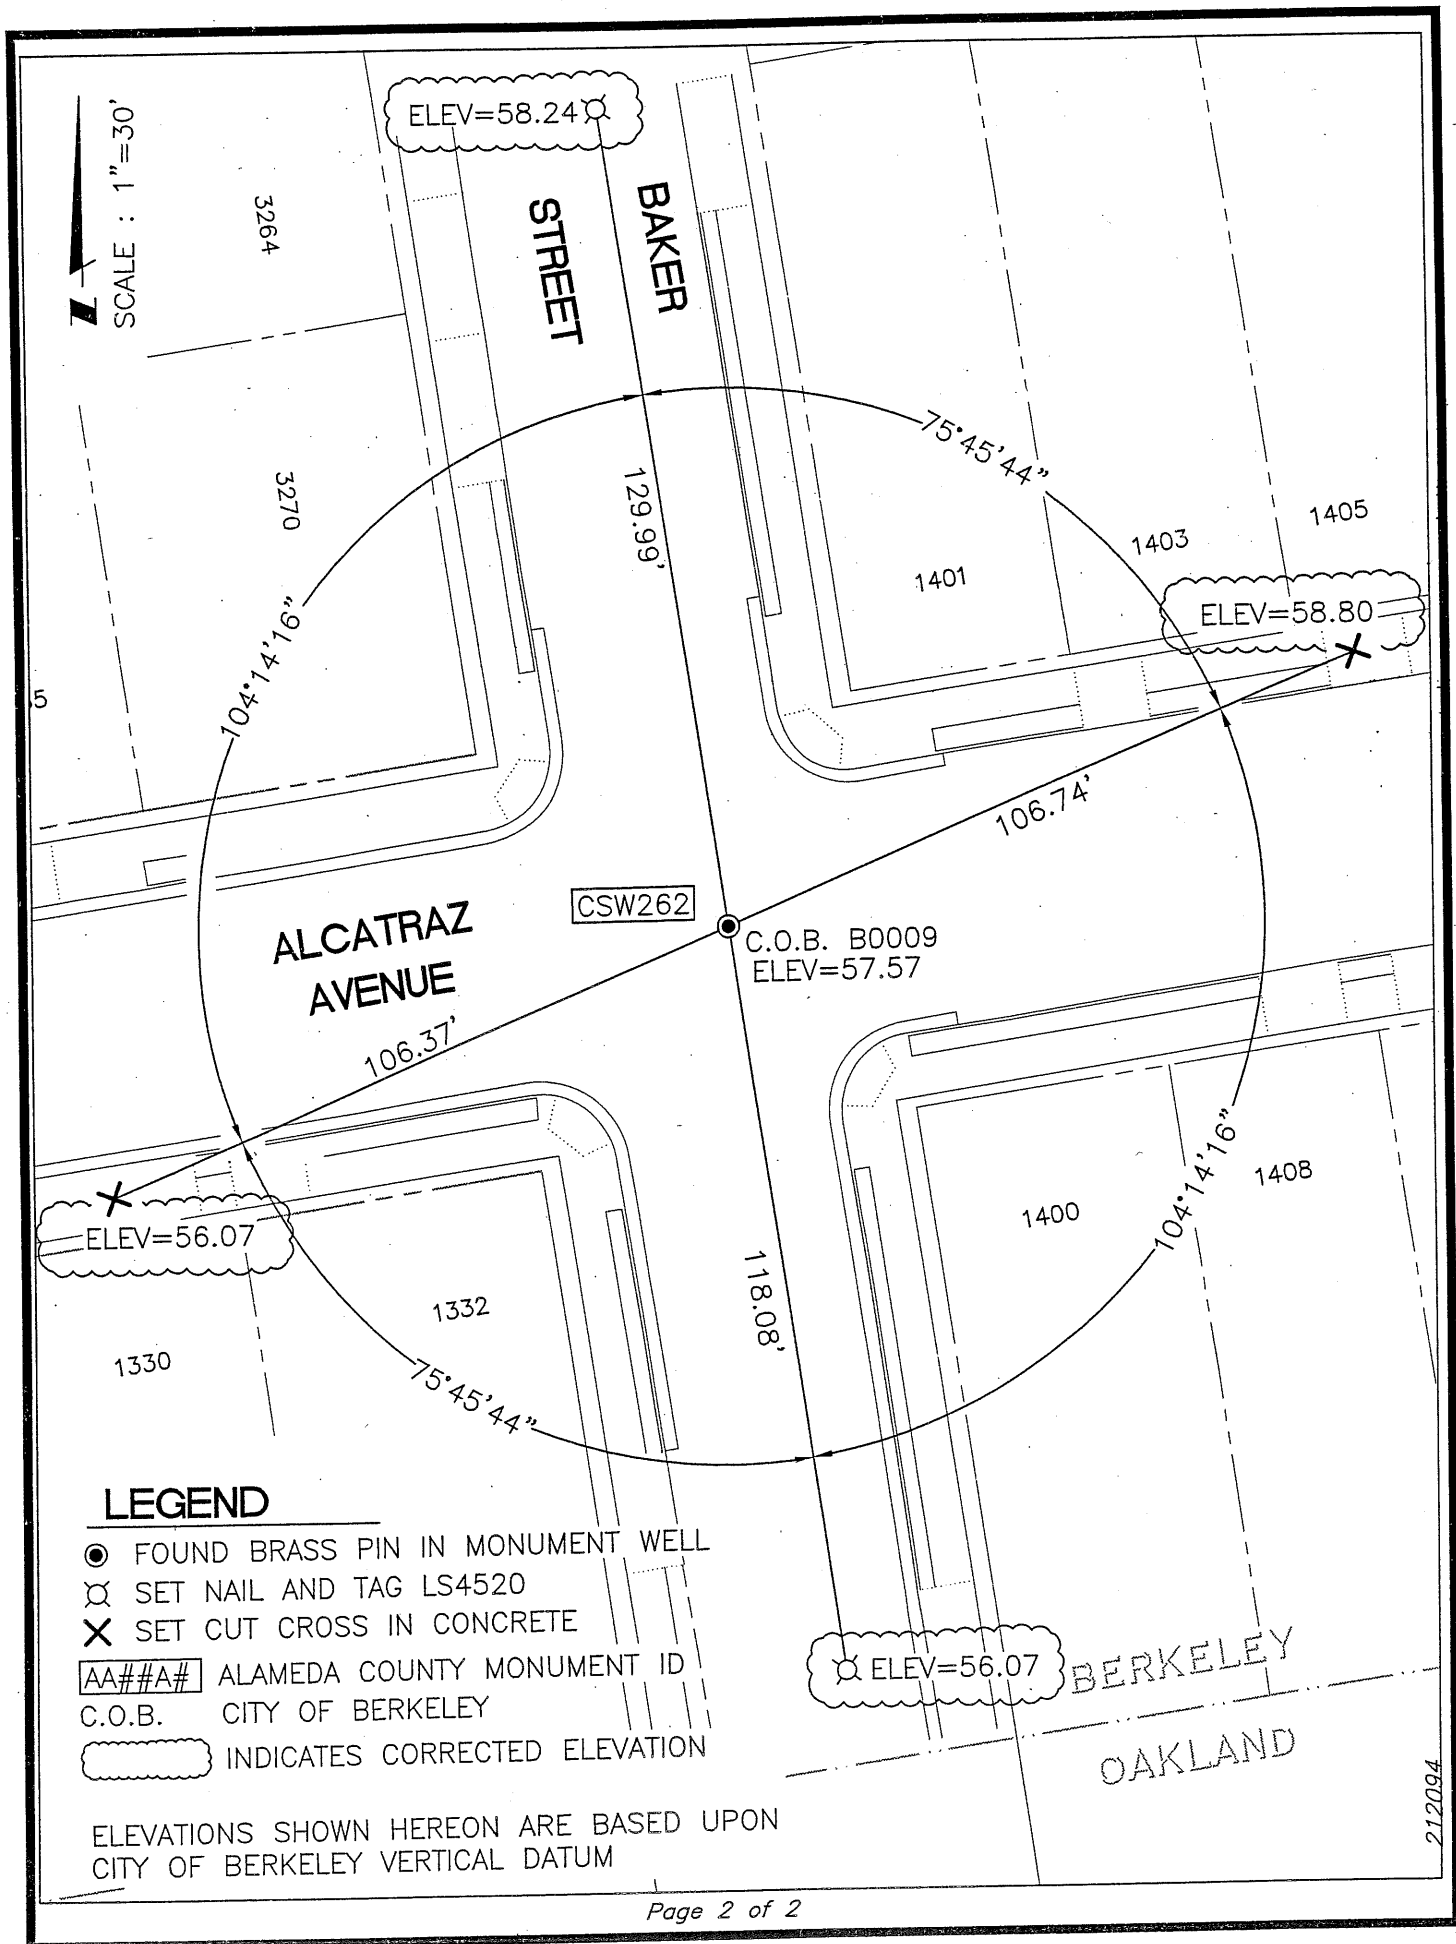 ELEV=58.24
SCALE : 1"=30'
3264
STREET
BAKER
3270
129.99'
75°45'44"
1401
1403
1405
ELEV=58.80
104°14'16"
106.74'
ALCATRAZ
AVENUE
CSW262
C.O.B. B0009
ELEV=57.57
106.37'
ELEV=56.07
1330
1332
118.08'
75°45'44"
104°14'16"
1400
1408
LEGEND
FOUND BRASS PIN IN MONUMENT WELL
SET NAIL AND TAG LS4520
SET CUT CROSS IN CONCRETE
AA##A# ALAMEDA COUNTY MONUMENT ID
C.O.B. CITY OF BERKELEY
INDICATES CORRECTED ELEVATION
ELEV=56.07
BERKELEY
OAKLAND
ELEVATIONS SHOWN HEREON ARE BASED UPON
CITY OF BERKELEY VERTICAL DATUM
212094
Page 2 of 2